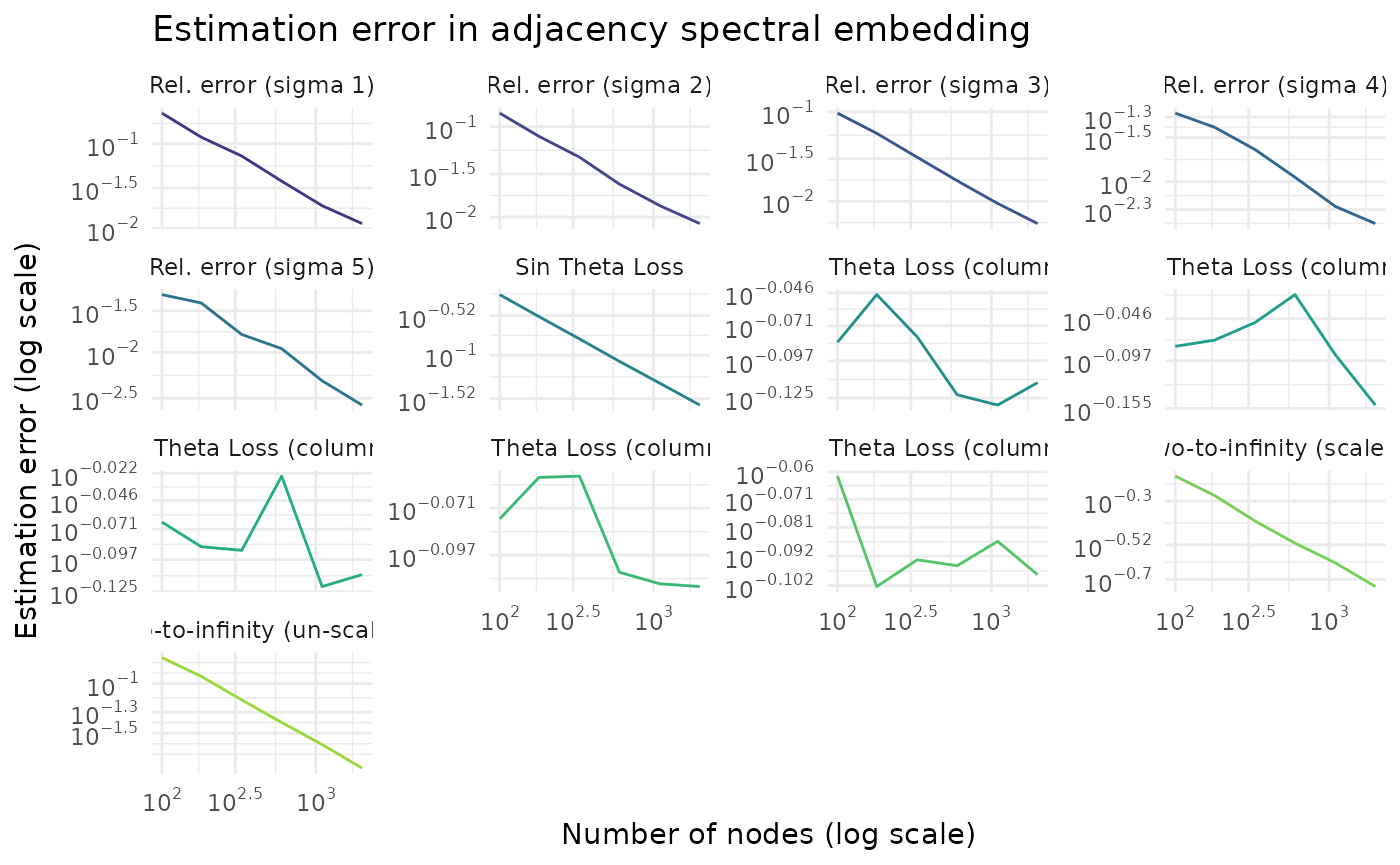 Estimation error in adjacency spectral embedding
Rel. error (sigma 1)
Rel. error (sigma 2)
Rel. error (sigma 3)
Rel. error (sigma 4)
10^−1
10^−1.5
10^−2
10^−1
10^−1.5
10^−2
10^−1
10^−1.5
10^−2
10^−1.3
10^−1.5
10^−2
10^−2.3
Rel. error (sigma 5)
Sin Theta Loss
Theta Loss (colum
Theta Loss (colum
10^−1.5
10^−2
10^−2.5
10^−0.52
10^−1
10^−1.52
10^−0.046
10^−0.071
10^−0.097
10^−0.125
10^−0.046
10^−0.097
10^−0.155
Theta Loss (colum
Theta Loss (colum
Theta Loss (colum
o-to-infinity (scale
10^−0.022
10^−0.046
10^−0.071
10^−0.097
10^−0.125
10^−0.071
10^−0.097
10^−0.06
10^−0.071
10^−0.081
10^−0.092
10^−0.102
10^−0.3
10^−0.52
10^−0.7
10^2 10^2.5 10^3
10^2 10^2.5 10^3
10^2 10^2.5 10^3
-to-infinity (un-scal
10^−1
10^−1.3
10^−1.5
10^2 10^2.5 10^3
Estimation error (log scale)
Number of nodes (log scale)